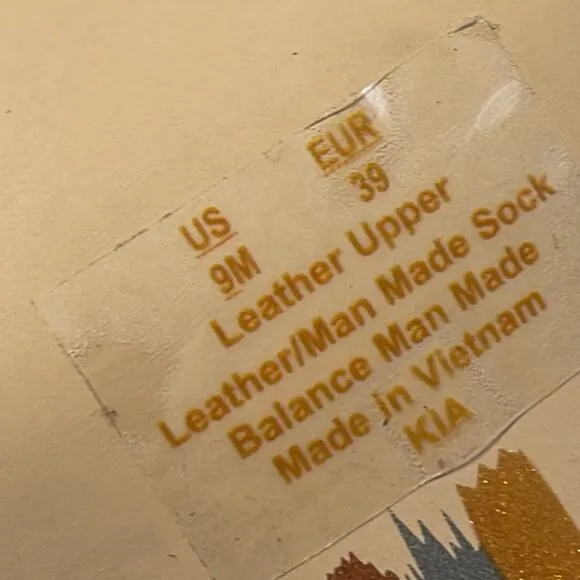 US EUR
9M 39
Leather Upper
Leather/Man Made Sock
Balance Man Made
Made in Vietnam
KIA